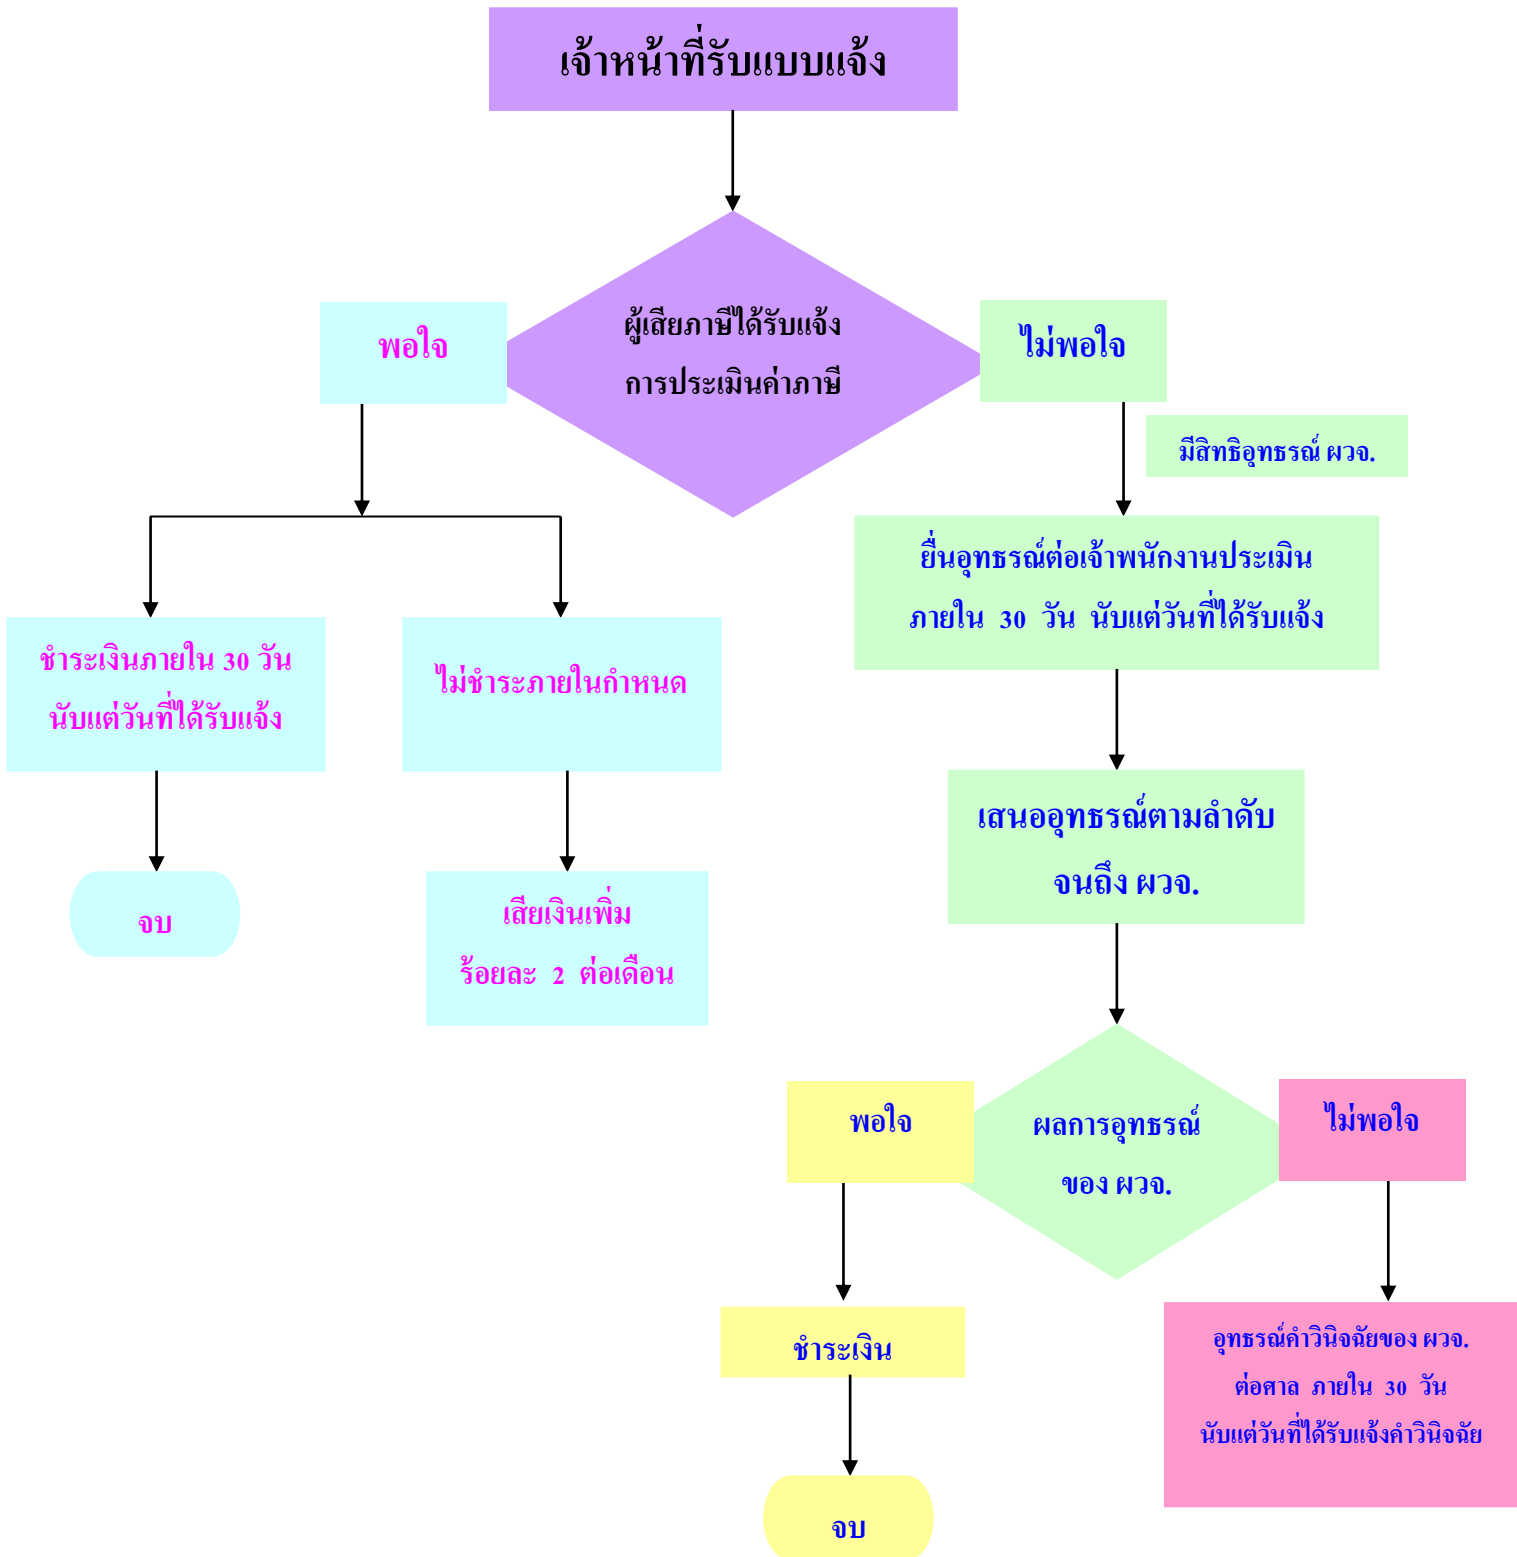 เจ้าหน้าที่รับแบบแจ้ง
ผู้เสียภาษีได้รับแจ้ง
การประเมินค่าภาษี
พอใจ
ไม่พอใจ
มีสิทธิอุทธรณ์ ผวจ.
ยื่นอุทธรณ์ต่อเจ้าพนักงานประเมิน
ภายใน 30 วัน นับแต่วันที่ได้รับแจ้ง
ชำระเงินภายใน 30 วัน
นับแต่วันที่ได้รับแจ้ง
ไม่ชำระภายในกำหนด
เสนออุทธรณ์ตามลำดับ
จนถึง ผวจ.
จบ
เสียเงินเพิ่ม
ร้อยละ 2 ต่อเดือน
พอใจ
ผลการอุทธรณ์
ของ ผวจ.
ไม่พอใจ
ชำระเงิน
อุทธรณ์คำวินิจฉัยของ ผวจ.
ต่อศาล ภายใน 30 วัน
นับแต่วันที่ได้รับแจ้งคำวินิจฉัย
จบ